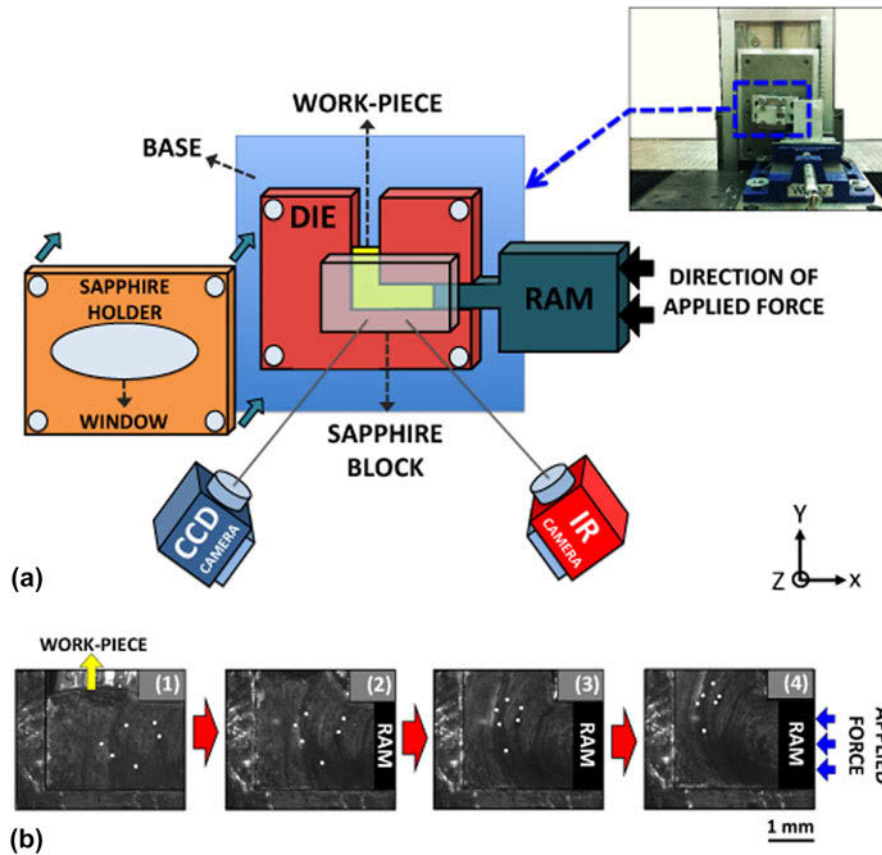 WORK-PIECE
BASE
DIE
SAPPHIRE
HOLDER
RAM
DIRECTION OF
APPLIED FORCE
WINDOW
SAPPHIRE
BLOCK
CCD
CAMERA
IR
CAMERA
Y
Z
x
(a)
WORK-PIECE
(1)
(2)
(3)
(4)
RAM
RAM
RAM
APPLIED
FORCE
(b)
1 mm